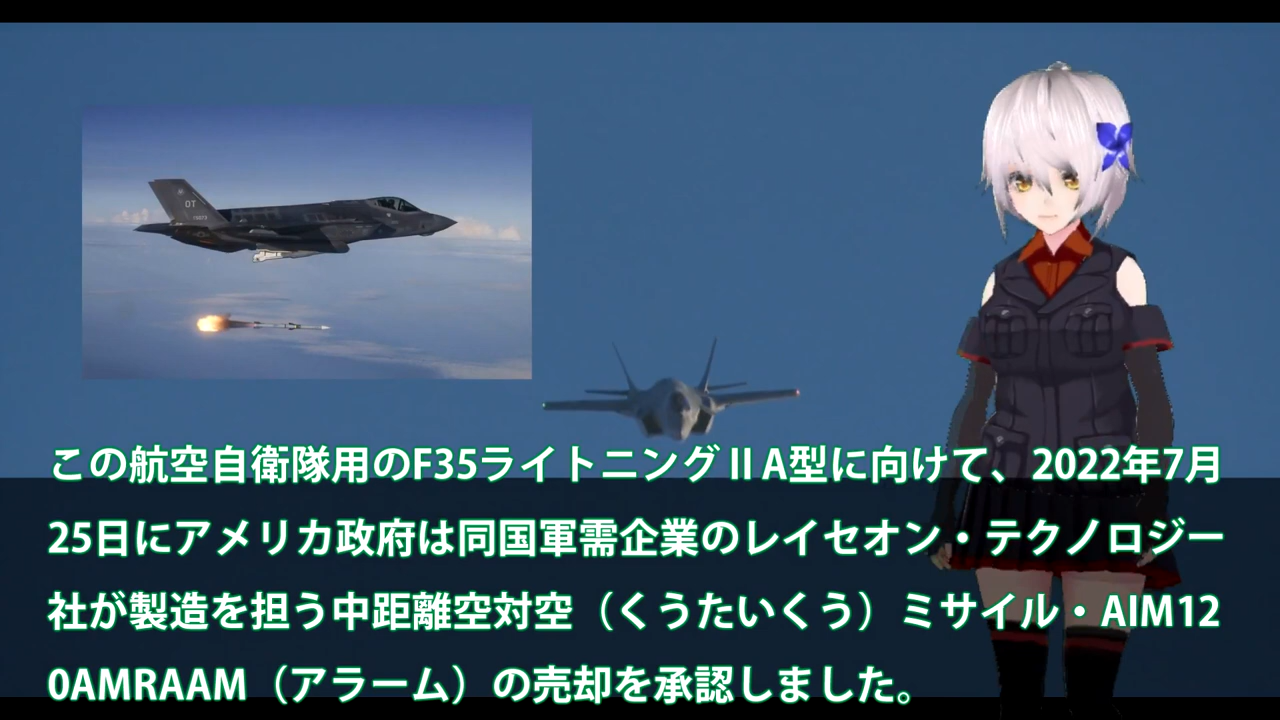 OT
この航空自衛隊用のF35ライトニングⅡA型に向けて、2022年7月
25日にアメリカ政府は同国軍需企業のレイセオン・テクノロジー
社が製造を担う中距離空対空（くうたいくう）ミサイル・AIM12
0AMRAAM（アラーム）の売却を承認しました。